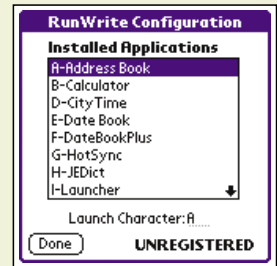 RunWrite Configuration
Installed Applications
A-Address Book
B-Calculator
D-CityTime
E-Date Book
F-DateBookPlus
G-HotSync
H-JEDict
I-Launcher
Launch Character: A
Done UNREGISTERED